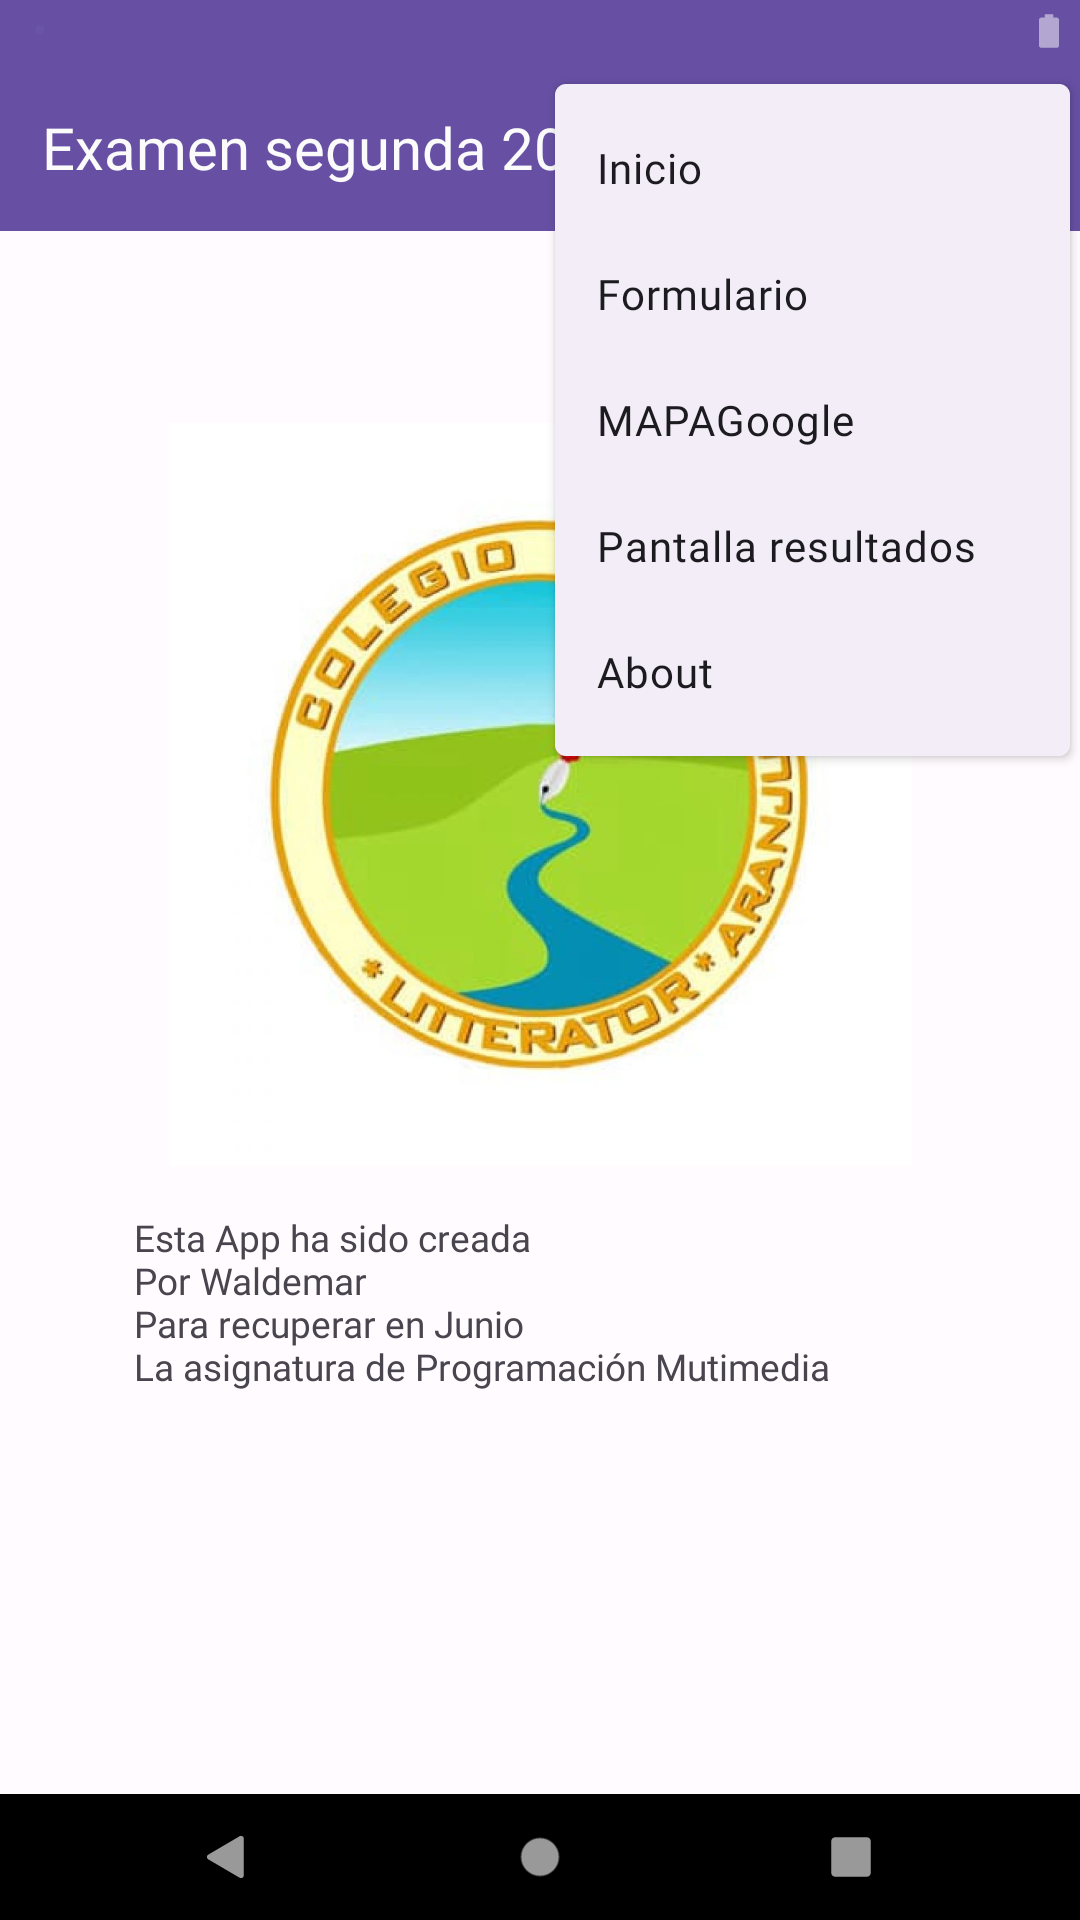 Examen segunda 20
Inicio
Formulario
MAPAGoogle
Pantalla resultados
About
COLEGIO
* LITTERATOR * ARANJU
Esta App ha sido creada
Por Waldemar
Para recuperar en Junio
La asignatura de Programación Mutimedia